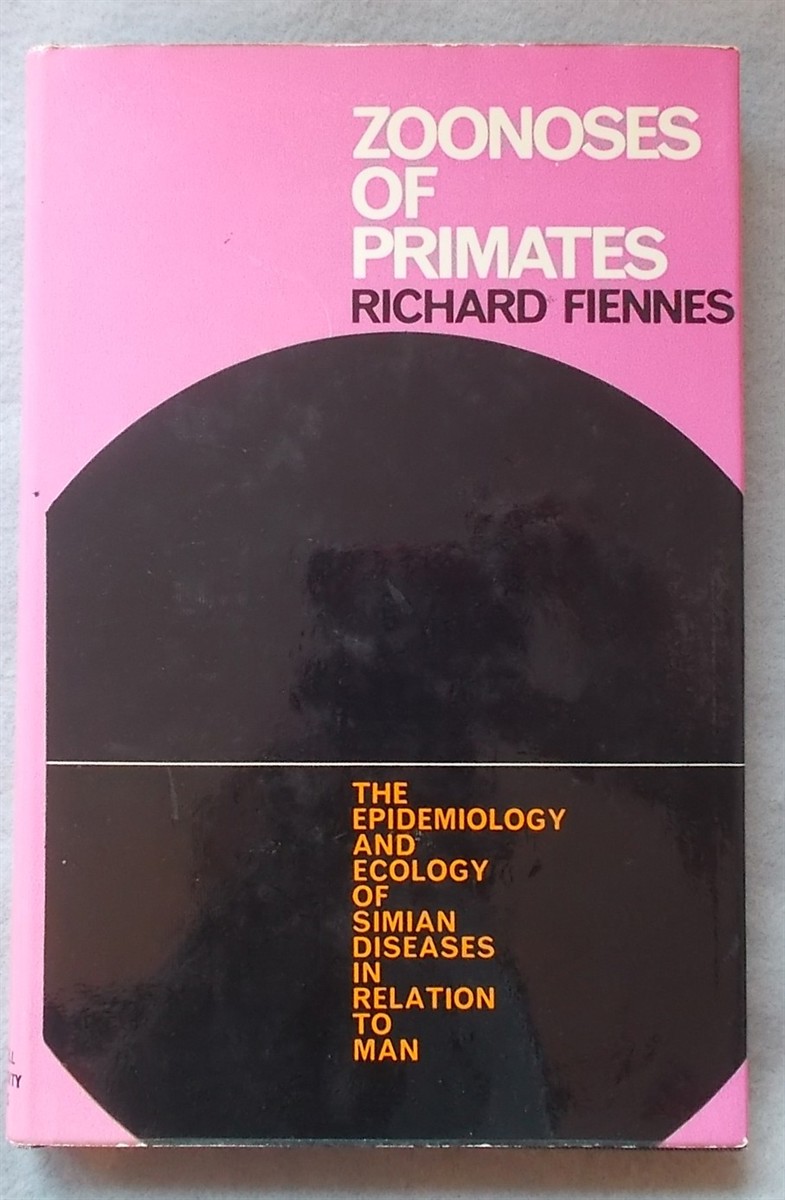 ZOONOSES
OF
PRIMATES
RICHARD FIENNES
THE
EPIDEMIOLOGY
AND
ECOLOGY
OF
SIMIAN
DISEASES
IN
RELATION
TO
MAN